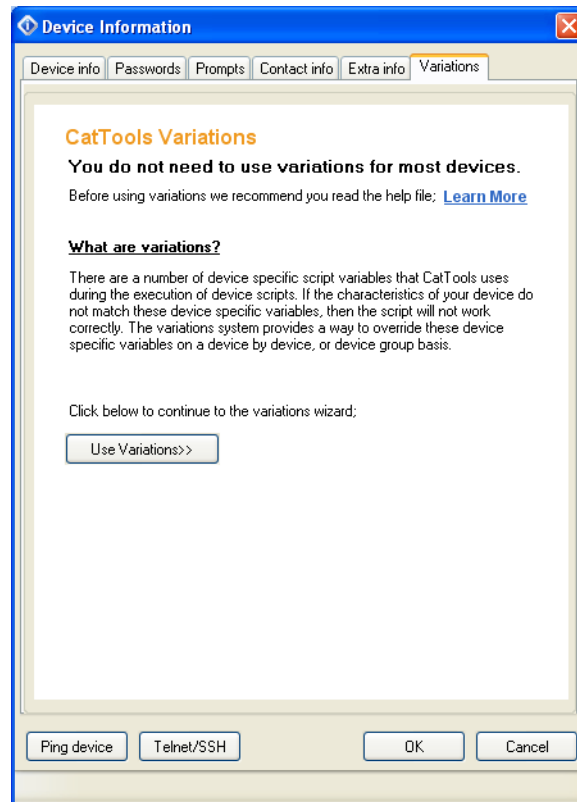 Device Information
Device info Passwords Prompts Contact info Extra info Variations
CatTools Variations
You do not need to use variations for most devices.
Before using variations we recommend you read the help file; Learn More
What are variations?
There are a number of device specific script variables that CatTools uses
during the execution of device scripts. If the characteristics of your device do
not match these device specific variables, then the script will not work
correctly. The variations system provides a way to override these device
specific variables on a device by device, or device group basis.
Click below to continue to the variations wizard;
Use Variations>>
Ping device Telnet/SSH OK Cancel